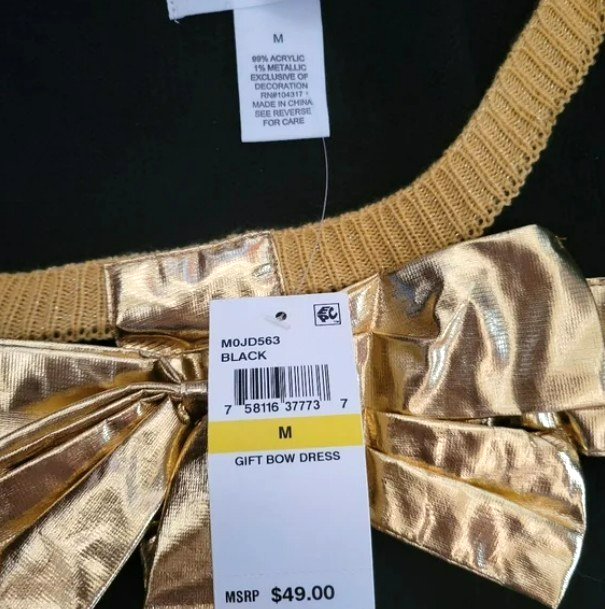 M
99% ACRYLIC
1% METALLIC
EXCLUSIVE OF
DECORATION
RN#104317
MADE IN CHINA
SEE REVERSE
FOR CARE
M0JD563
BLACK
7 58116 37773 7
M
GIFT BOW DRESS
MSRP $49.00